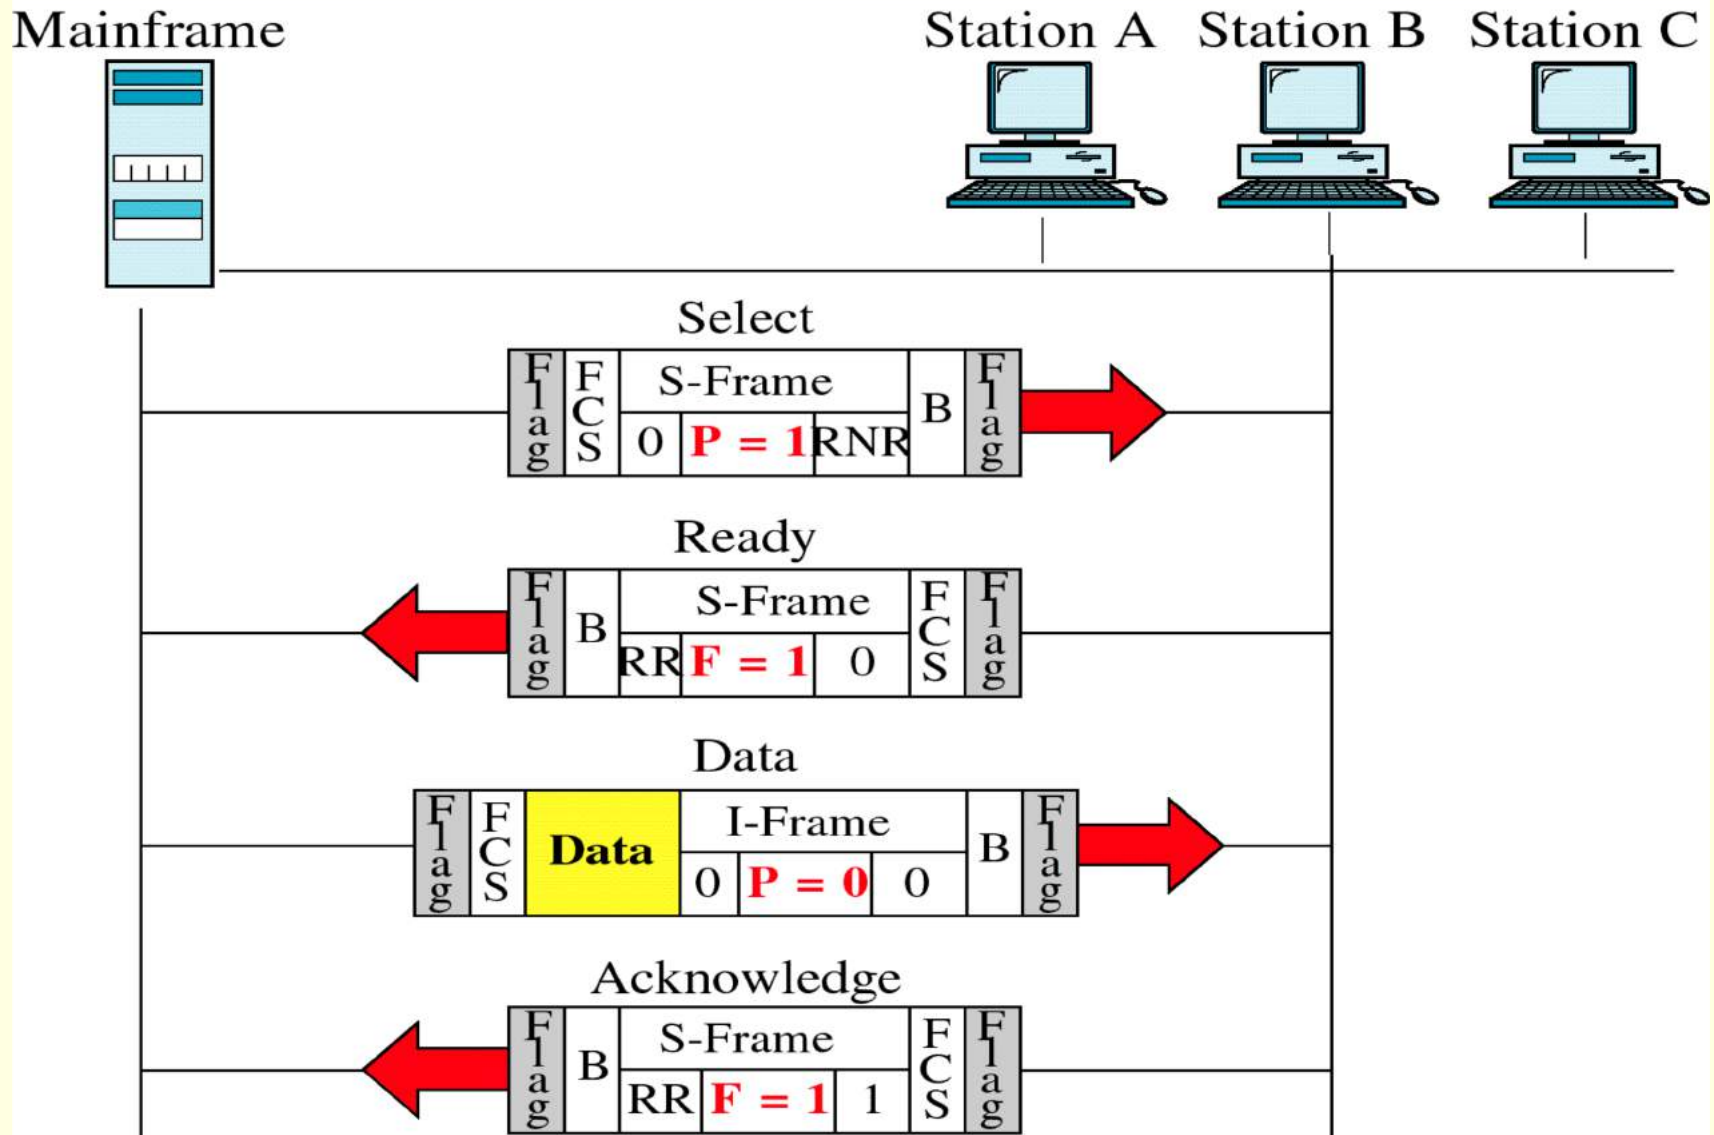 Mainframe
Station A
Station B
Station C
Select
Flag
FCS
S-Frame
0
P = 1
RNR
B
Flag
Ready
Flag
B
S-Frame
RR
F = 1
0
FCS
Flag
Data
Flag
FCS
Data
I-Frame
0
P = 0
0
B
Flag
Acknowledge
Flag
B
S-Frame
RR
F = 1
1
FCS
Flag